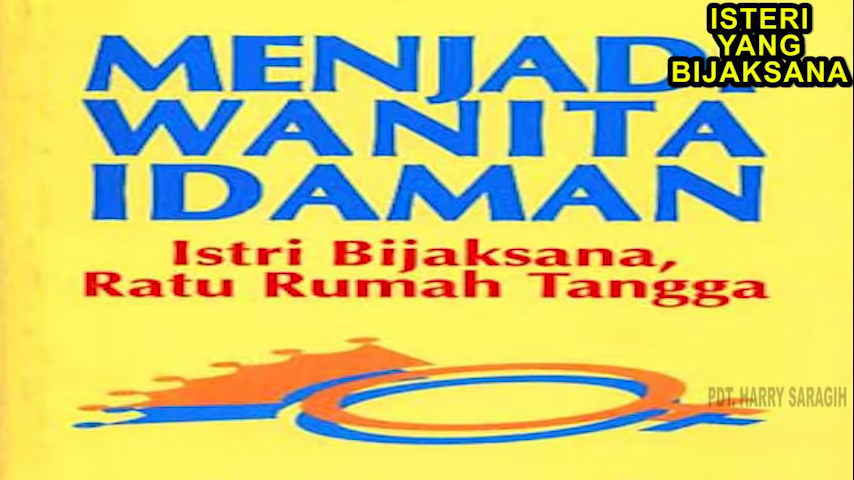 ISTERI
YANG
BIJAKSANA
MENJADI
WANITA
IDAMAN
Istri Bijaksana,
Ratu Rumah Tangga
PDT. HARRY SARAGIH